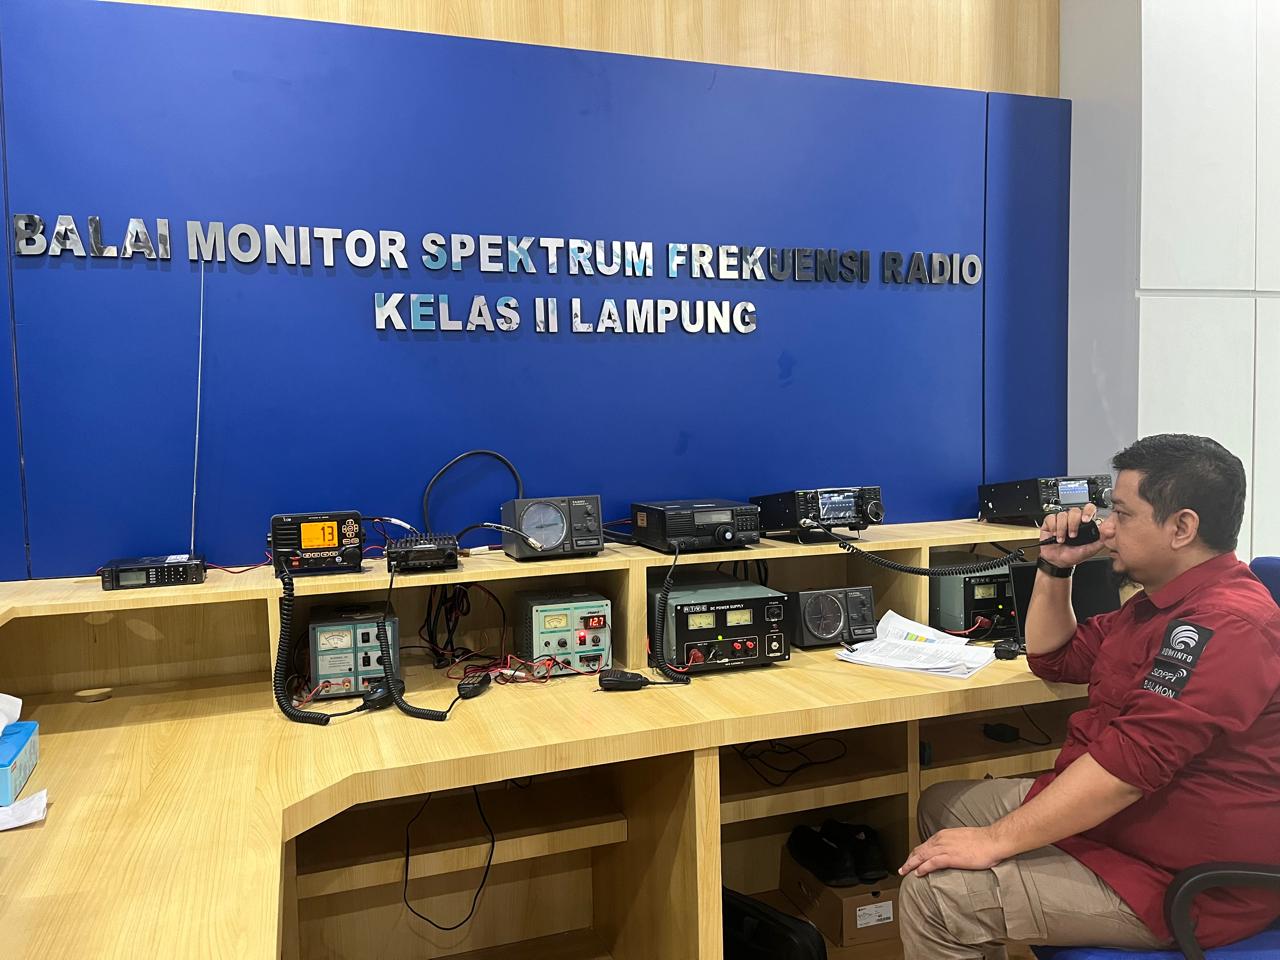 BALAI MONITOR SPEKTRUM FREKUENSI RADIO
KELAS II LAMPUNG
13
12.7
DC POWER SUPPLY
KOMINFO
SDPPI
BALMON